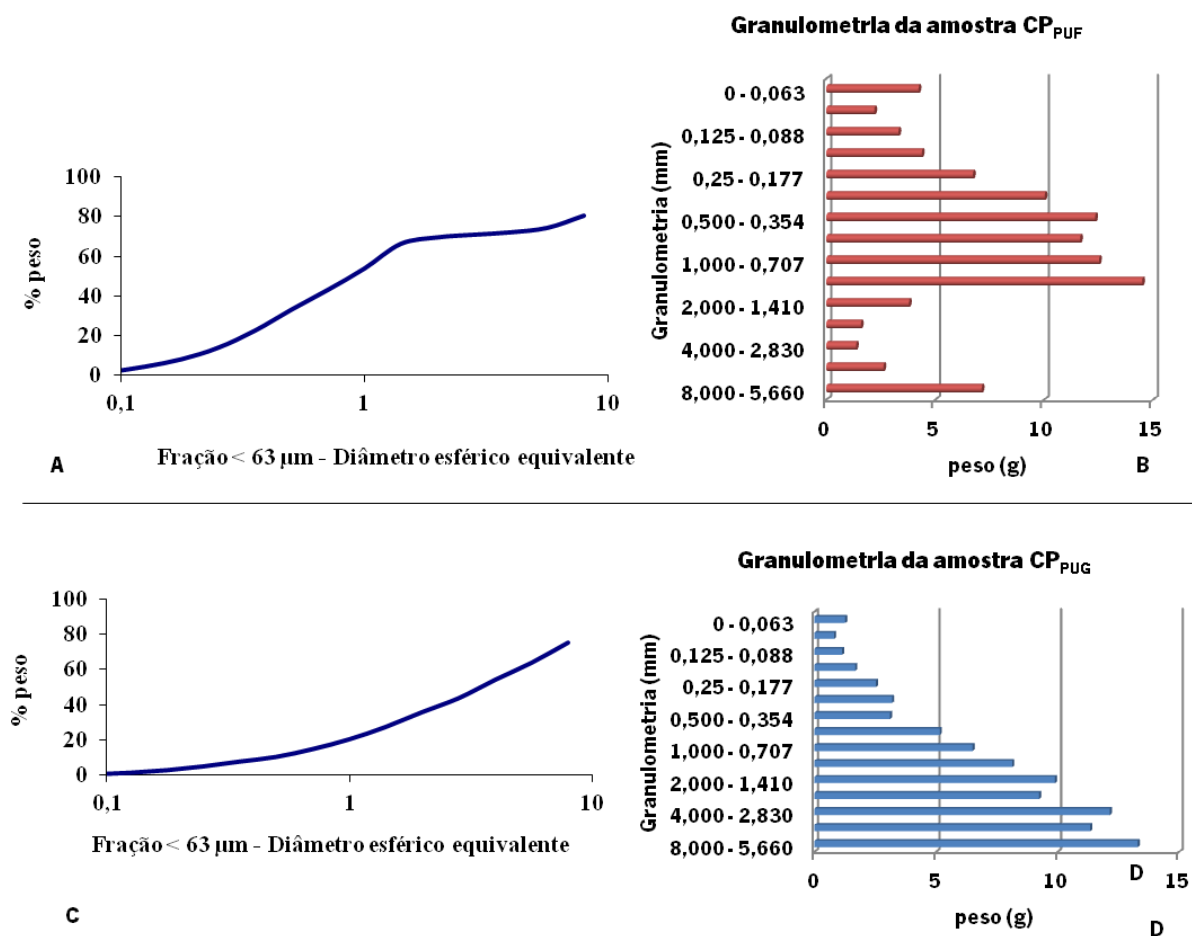 Granulometria da amostra CP_PUF
100
80
60
40
20
0
% peso
0,1 1 10
Fração < 63 µm - Diâmetro esférico equivalente
A
Granulometria (mm)
0 - 0,063
0,125 - 0,088
0,25 - 0,177
0,500 - 0,354
1,000 - 0,707
2,000 - 1,410
4,000 - 2,830
8,000 - 5,660
0 5 10 15
peso (g)
B
Granulometria da amostra CP_PUG
100
80
60
40
20
0
% peso
0,1 1 10
Fração < 63 µm - Diâmetro esférico equivalente
C
Granulometria (mm)
0 - 0,063
0,125 - 0,088
0,25 - 0,177
0,500 - 0,354
1,000 - 0,707
2,000 - 1,410
4,000 - 2,830
8,000 - 5,660
D
0 5 10 15
peso (g)
D